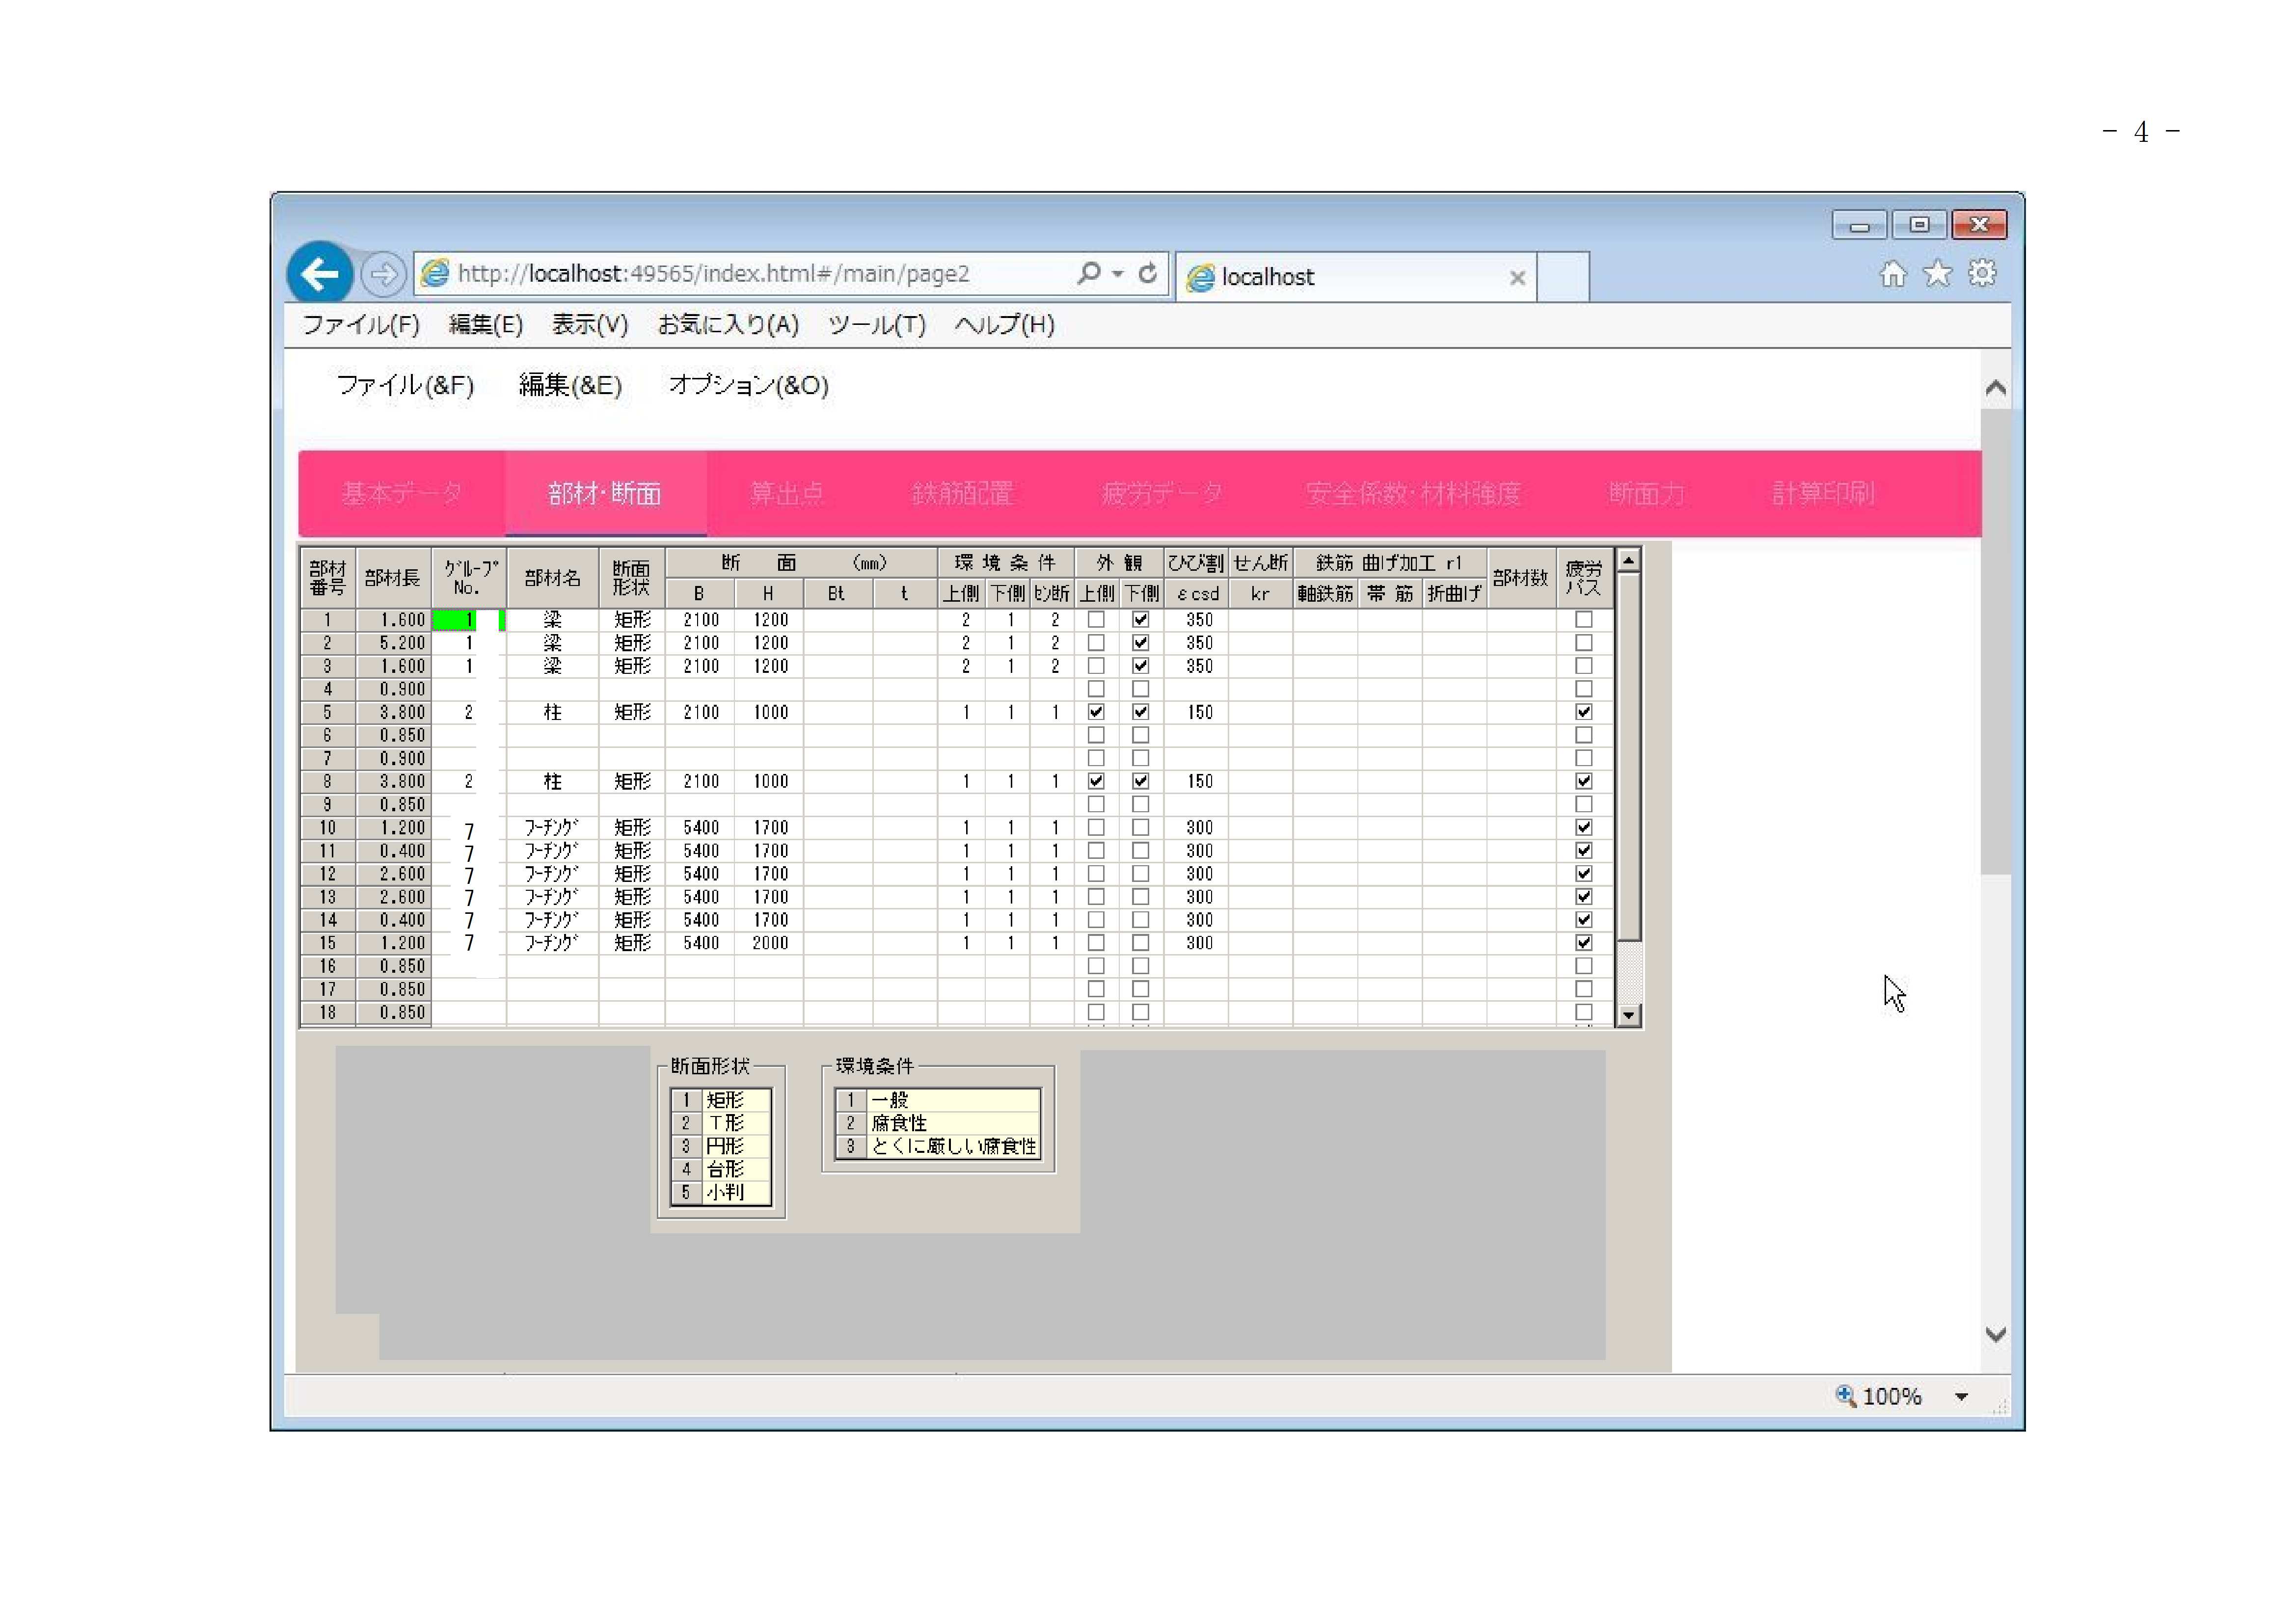 - 4 -
http://localhost:49565/index.html#/main/page2
localhost
ファイル(F) 編集(E) 表示(V) お気に入り(A) ツール(T) ヘルプ(H)
ファイル(&F) 編集(&E) オプション(&O)
基本データ 部材・断面 算出点 鉄筋配置 疲労データ 安全係数・材料強度 断面力 計算印刷
部材番号 部材長 ｸﾞﾙｰﾌﾟNo. 部材名 断面形状 断 面 (mm) 環 境 条 件 外 観 ひび割 せん断 鉄筋 曲げ加工 r1 部材数 疲労パス
B H Bt t 上側 下側 ｾﾝ断 上側 下側 εcsd kr 軸鉄筋 帯 筋 折曲げ
1 1.600 1 梁 矩形 2100 1200 2 1 2 350
2 5.200 1 梁 矩形 2100 1200 2 1 2 350
3 1.600 1 梁 矩形 2100 1200 2 1 2 350
4 0.900
5 3.800 2 柱 矩形 2100 1000 1 1 1 150
6 0.850
7 0.900
8 3.800 2 柱 矩形 2100 1000 1 1 1 150
9 0.850
10 1.200 7 ﾌｰﾁﾝｸﾞ 矩形 5400 1700 1 1 1 300
11 0.400 7 ﾌｰﾁﾝｸﾞ 矩形 5400 1700 1 1 1 300
12 2.600 7 ﾌｰﾁﾝｸﾞ 矩形 5400 1700 1 1 1 300
13 2.600 7 ﾌｰﾁﾝｸﾞ 矩形 5400 1700 1 1 1 300
14 0.400 7 ﾌｰﾁﾝｸﾞ 矩形 5400 1700 1 1 1 300
15 1.200 7 ﾌｰﾁﾝｸﾞ 矩形 5400 2000 1 1 1 300
16 0.850
17 0.850
18 0.850
断面形状
1 矩形
2 T形
3 円形
4 台形
5 小判
環境条件
1 一般
2 腐食性
3 とくに厳しい腐食性
100%